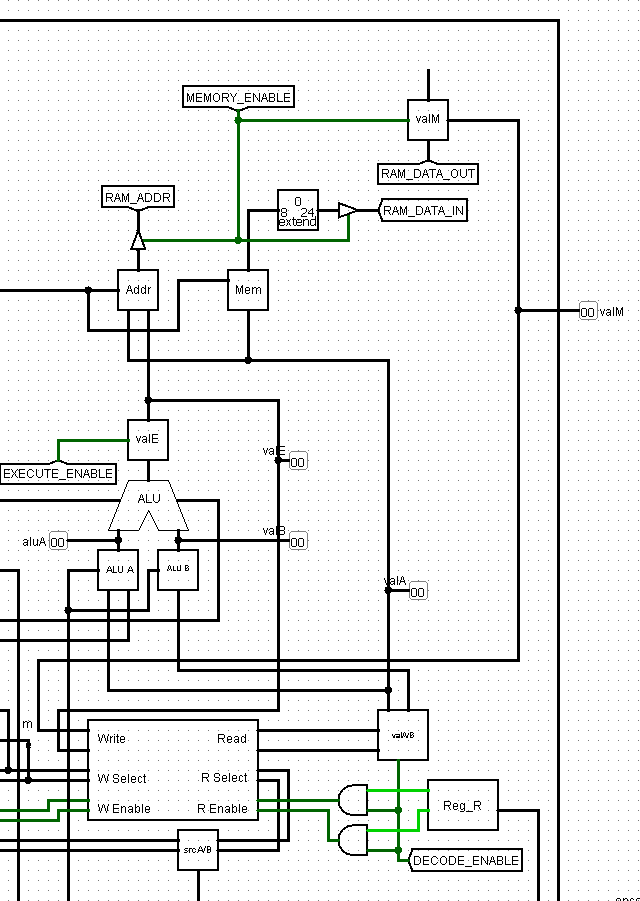 MEMORY_ENABLE
valM
RAM_DATA_OUT
RAM_ADDR
0
8 24
extend
RAM_DATA_IN
Addr
Mem
00 valM
valE
EXECUTE_ENABLE
valE
00
ALU
aluA 00
valB
00
ALU A
ALU B
valA
00
m
Write
Read
valA/B
W Select
R Select
W Enable
R Enable
Reg_R
srcA/B
DECODE_ENABLE